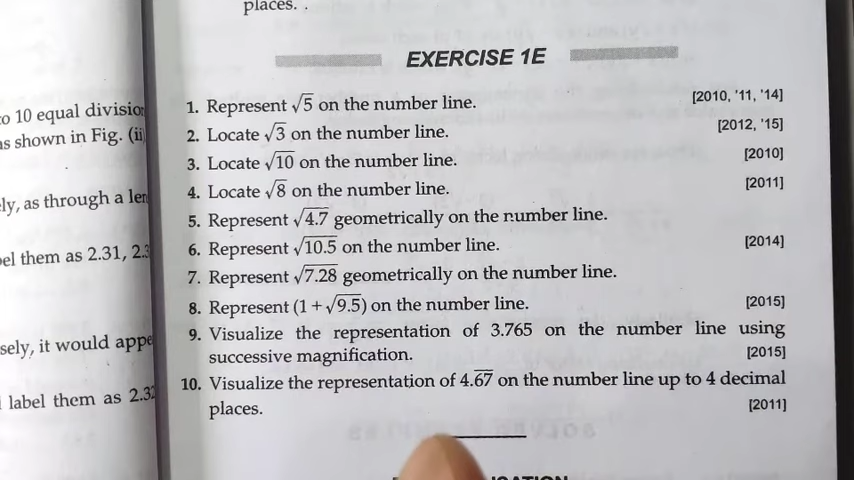 places. .
EXERCISE 1E
o 10 equal division
as shown in Fig. (ii)
ely, as through a len
bel them as 2.31, 2.3
sely, it would appe
label them as 2.32
1. Represent √5 on the number line. [2010, '11, '14]
2. Locate √3 on the number line. [2012, '15]
3. Locate √10 on the number line. [2010]
4. Locate √8 on the number line. [2011]
5. Represent √4.7 geometrically on the number line.
6. Represent √10.5 on the number line. [2014]
7. Represent √7.28 geometrically on the number line.
8. Represent (1 + √9.5) on the number line. [2015]
9. Visualize the representation of 3.765 on the number line using
successive magnification. [2015]
10. Visualize the representation of 4.6̅7̅ on the number line up to 4 decimal
places. [2011]